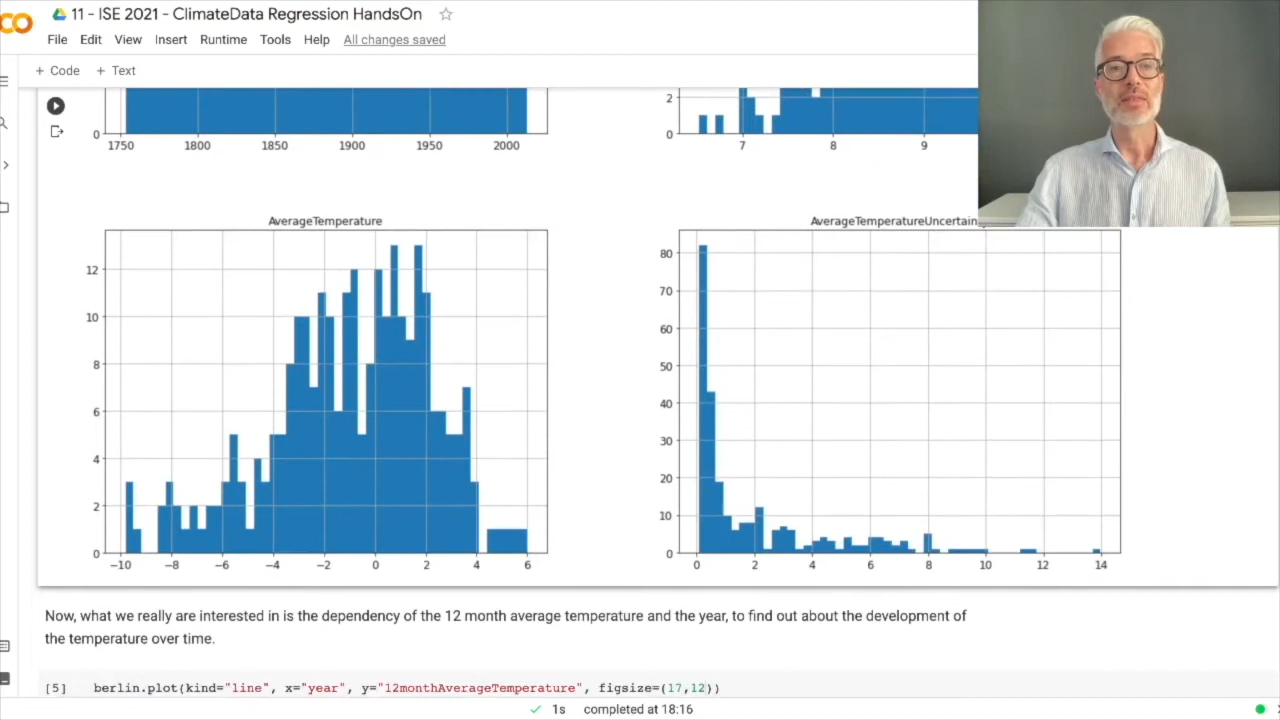 CO
11 - ISE 2021 - ClimateData Regression HandsOn
File Edit View Insert Runtime Tools Help All changes saved
+ Code + Text
0
1750 1800 1850 1900 1950 2000
2
0
7 8 9
AverageTemperature
12
10
8
6
4
2
0
−10 −8 −6 −4 −2 0 2 4 6
AverageTemperatureUncertain
80
70
60
50
40
30
20
10
0
0 2 4 6 8 10 12 14
Now, what we really are interested in is the dependency of the 12 month average temperature and the year, to find out about the development of
the temperature over time.
[5] berlin.plot(kind="line", x="year", y="12monthAverageTemperature", figsize=(17,12))
1s completed at 18:16